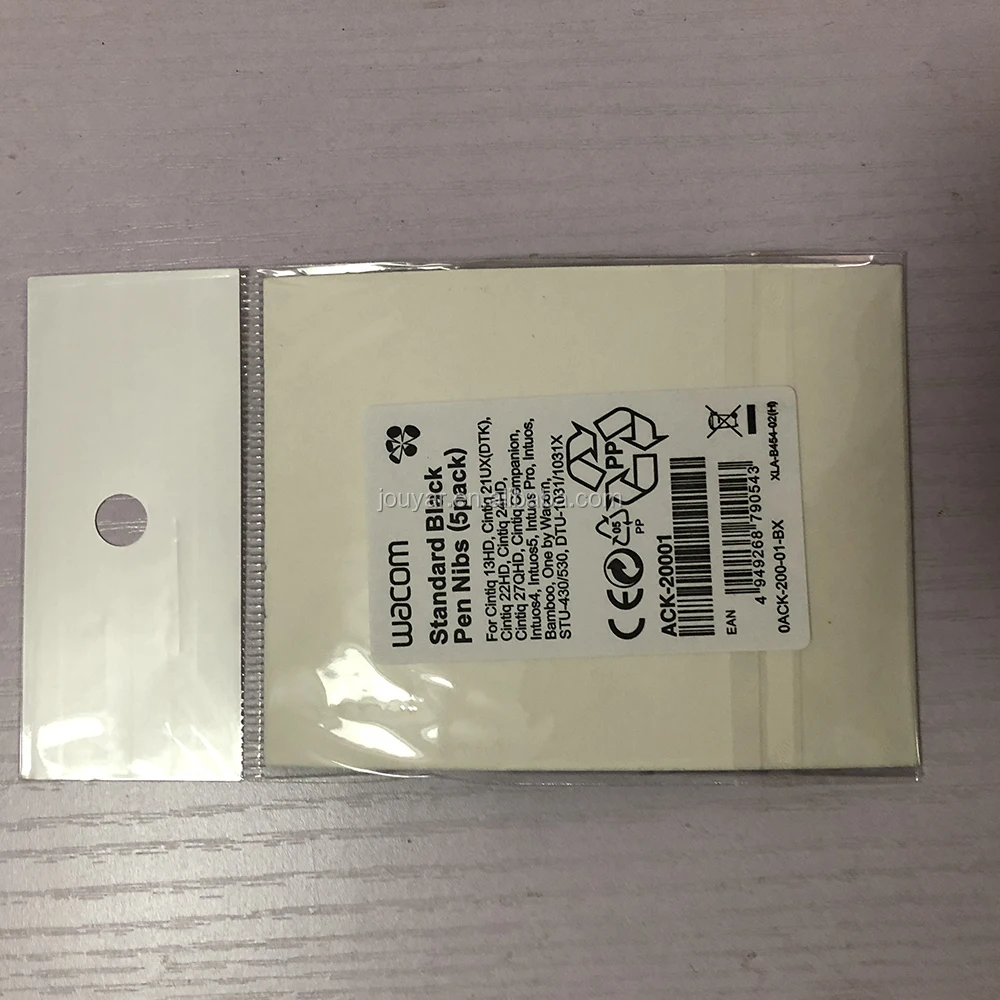 wacom
Standard Black
Pen Nibs (5pack)
For Cintiq 13HD, Cintiq 21UX(DTK),
Cintiq 22HD, Cintiq 24HD,
Cintiq 27QHD, Cintiq Companion,
Intuos4, Intuos5, Intuos Pro, Intuos,
Bamboo, One by Wacom,
STU-430/530, DTU-1031/1031X
CE
05
PP
PP
ACK-20001
EAN
4 949268 790543
0ACK-200-01-BX
XLA-B454-02(H)